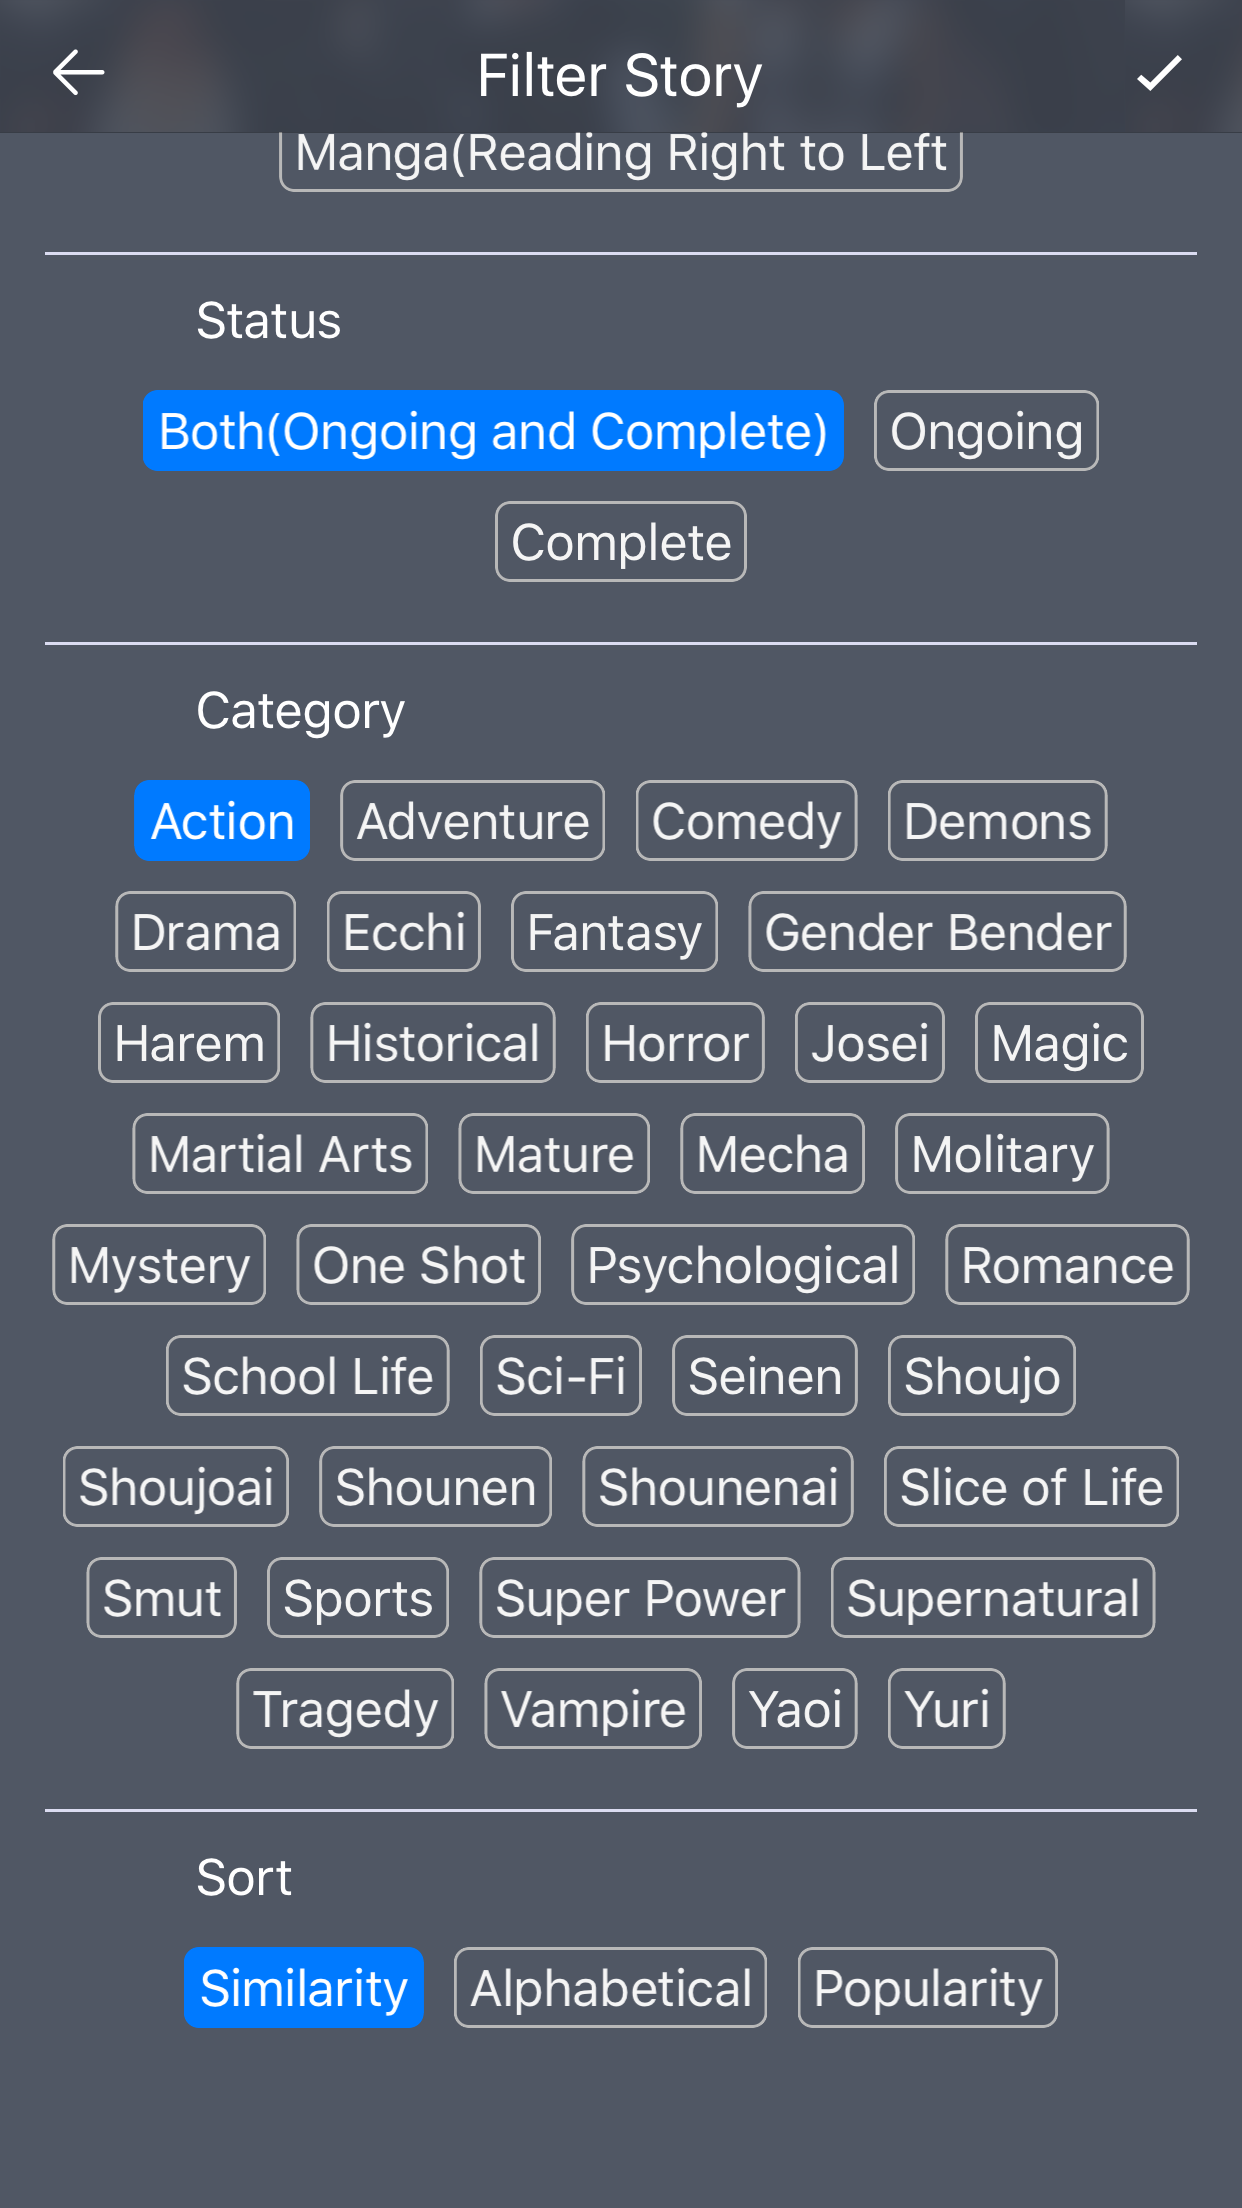 Filter Story
Manga(Reading Right to Left
Status
Both(Ongoing and Complete) Ongoing
Complete
Category
Action Adventure Comedy Demons
Drama Ecchi Fantasy Gender Bender
Harem Historical Horror Josei Magic
Martial Arts Mature Mecha Molitary
Mystery One Shot Psychological Romance
School Life Sci-Fi Seinen Shoujo
Shoujoai Shounen Shounenai Slice of Life
Smut Sports Super Power Supernatural
Tragedy Vampire Yaoi Yuri
Sort
Similarity Alphabetical Popularity